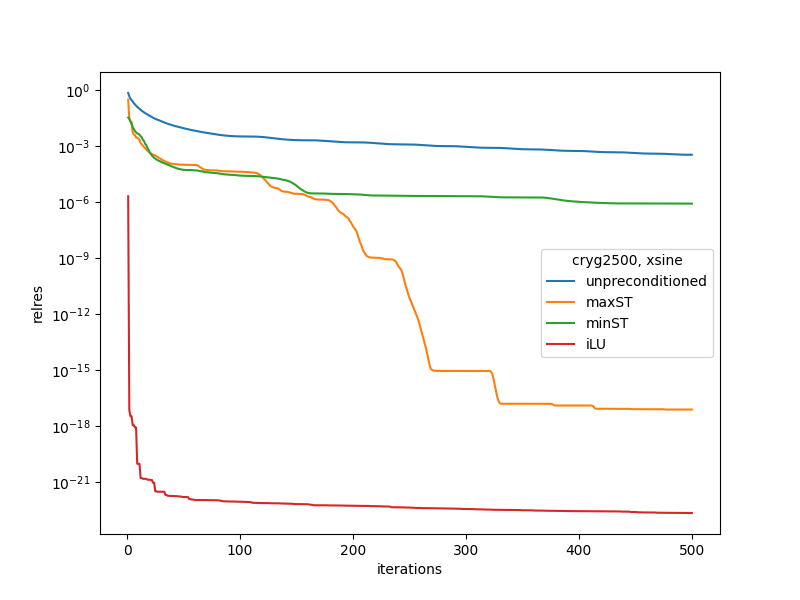 10^0
10^-3
10^-6
10^-9
10^-12
10^-15
10^-18
10^-21
relres
cryg2500, xsine
unpreconditioned
maxST
minST
iLU
0 100 200 300 400 500
iterations